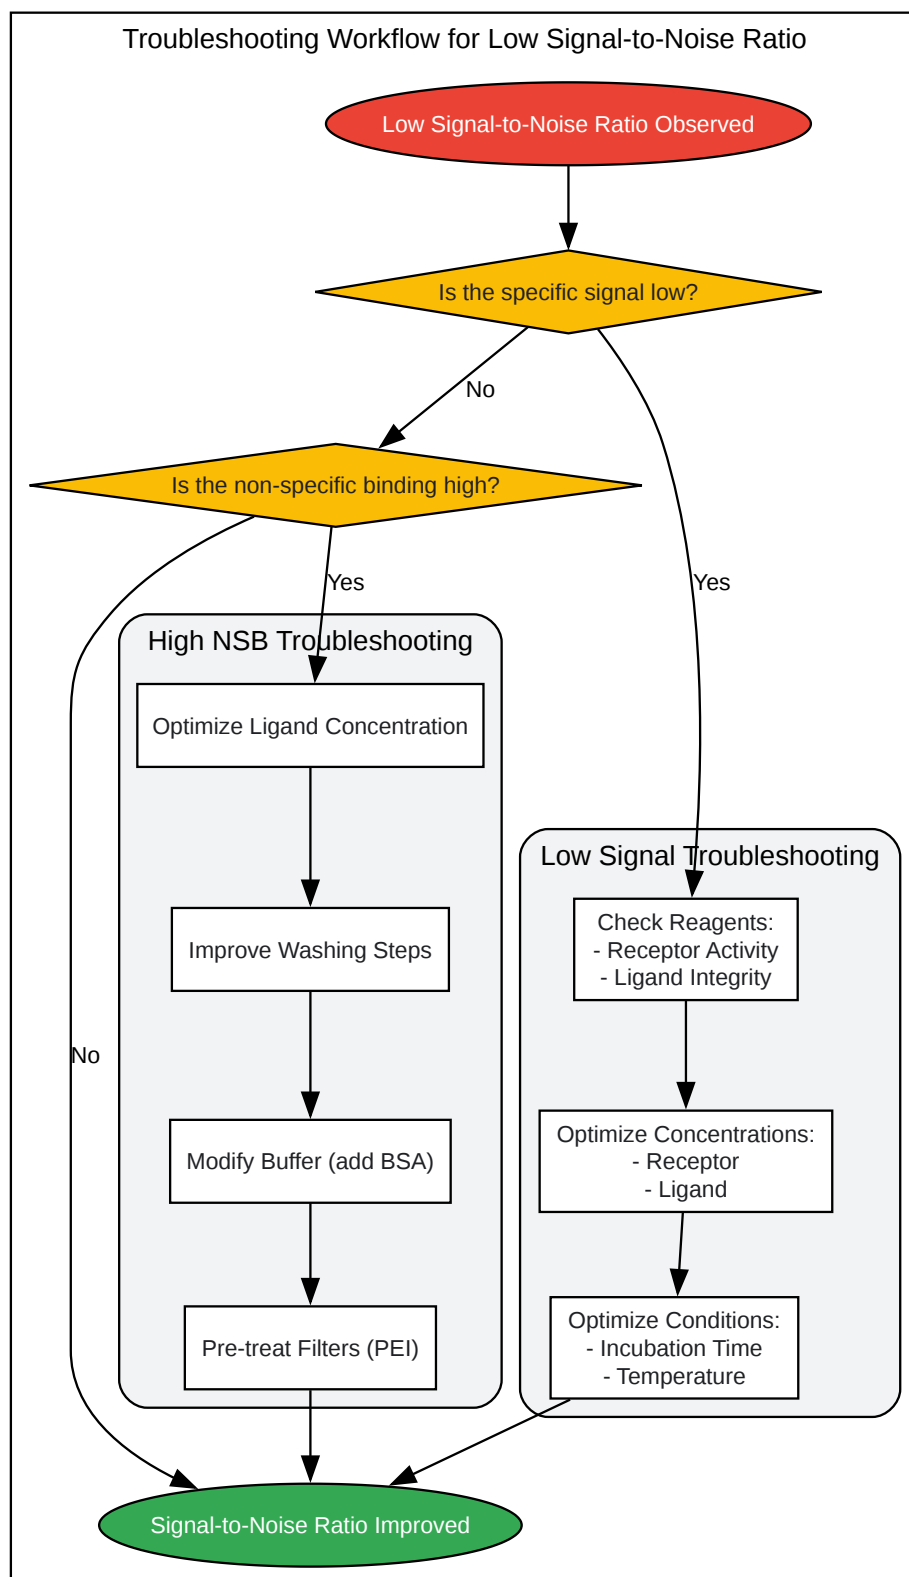 Troubleshooting Workflow for Low Signal-to-Noise Ratio
Low Signal-to-Noise Ratio Observed
Is the specific signal low?
No
Is the non-specific binding high?
Yes
Yes
High NSB Troubleshooting
Optimize Ligand Concentration
Low Signal Troubleshooting
Check Reagents:
- Receptor Activity
- Ligand Integrity
Improve Washing Steps
No
Optimize Concentrations:
- Receptor
- Ligand
Modify Buffer (add BSA)
Optimize Conditions:
- Incubation Time
- Temperature
Pre-treat Filters (PEI)
Signal-to-Noise Ratio Improved